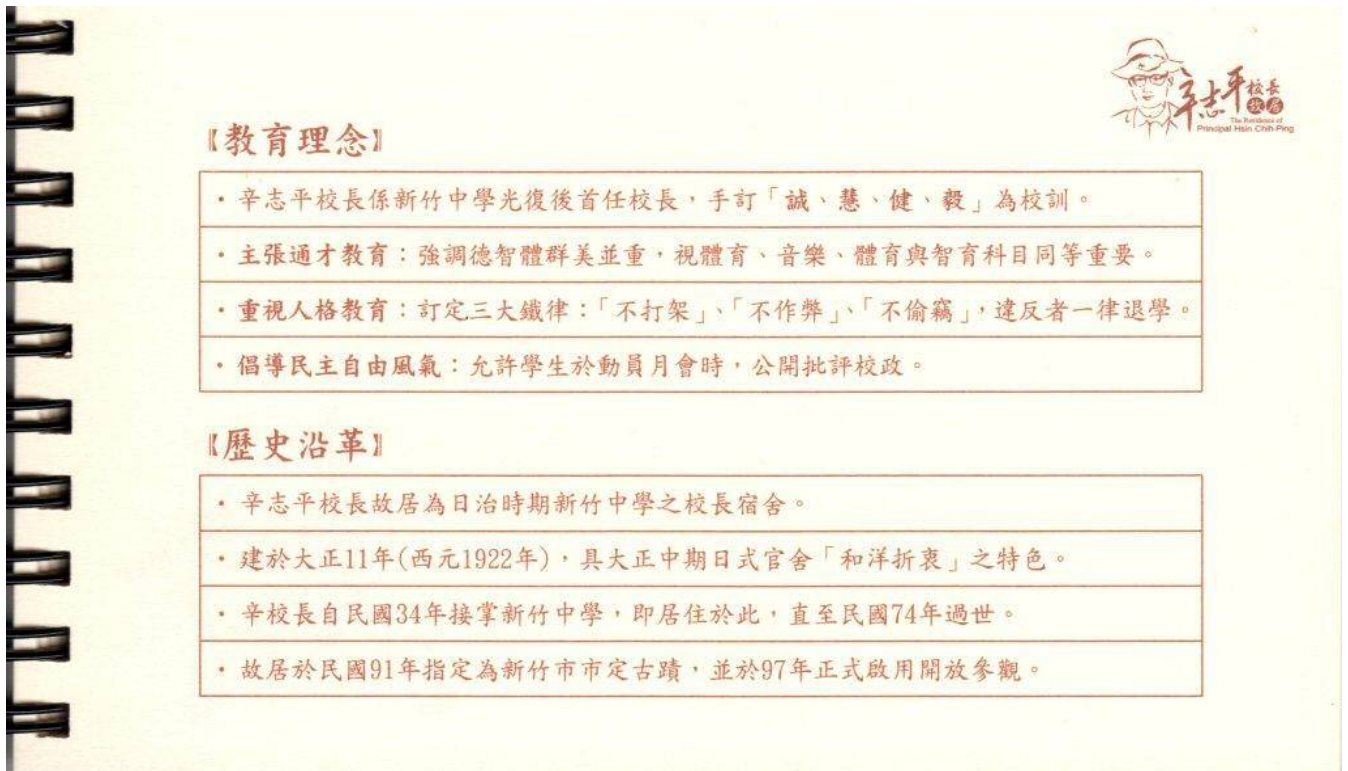 辛志平校長
故居
The Residence of
Principal Hsin Chih-Ping
〖教育理念〗
・辛志平校長係新竹中學光復後首任校長，手訂「誠、慧、健、毅」為校訓。
・主張通才教育：強調德智體群美並重，視體育、音樂、體育與智育科目同等重要。
・重視人格教育：訂定三大鐵律：「不打架」、「不作弊」、「不偷竊」，違反者一律退學。
・倡導民主自由風氣：允許學生於動員月會時，公開批評校政。
〖歷史沿革〗
・辛志平校長故居為日治時期新竹中學之校長宿舍。
・建於大正11年(西元1922年)，具大正中期日式官舍「和洋折衷」之特色。
・辛校長自民國34年接掌新竹中學，即居住於此，直至民國74年過世。
・故居於民國91年指定為新竹市市定古蹟，並於97年正式啟用開放參觀。